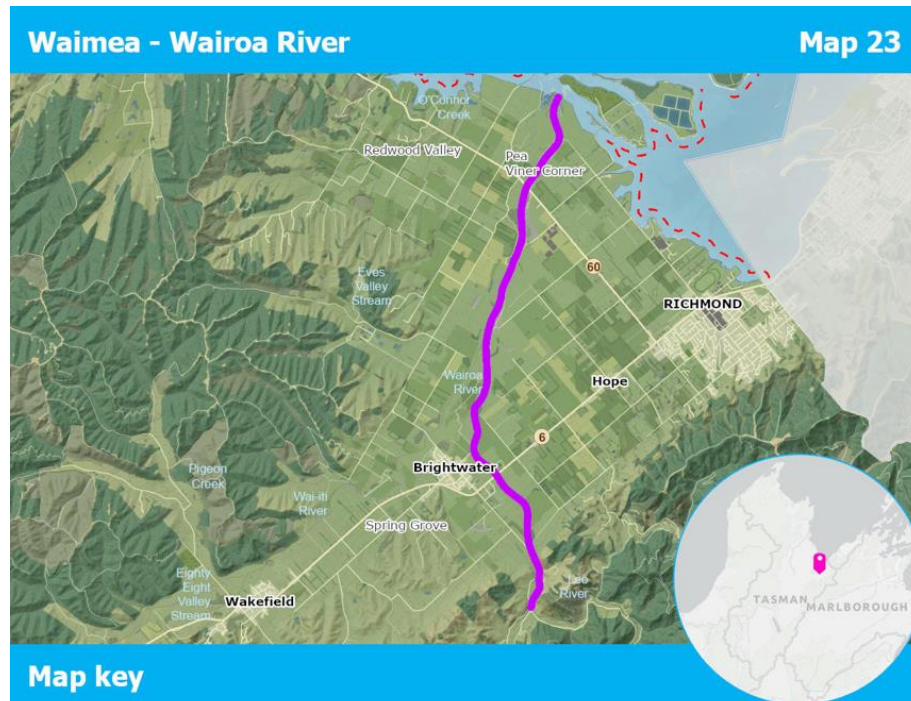 Waimea - Wairoa River
Map 23
O'Connor
Creek
Redwood Valley
Pea
Viner Corner
60
Eves
Valley
Stream
RICHMOND
Wairoa
River
Hope
6
Brightwater
Pigeon
Creek
Wai-iti
River
Spring Grove
Eighty
Eight
Valley
Stream
Wakefield
Lee
River
TASMAN
MARLBOROUGH
Map key